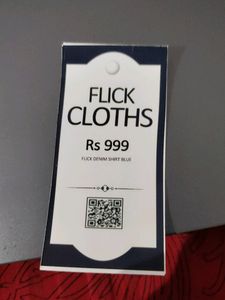 FLICK
CLOTHS
Rs 999
FLICK DENIM SHIRT BLUE